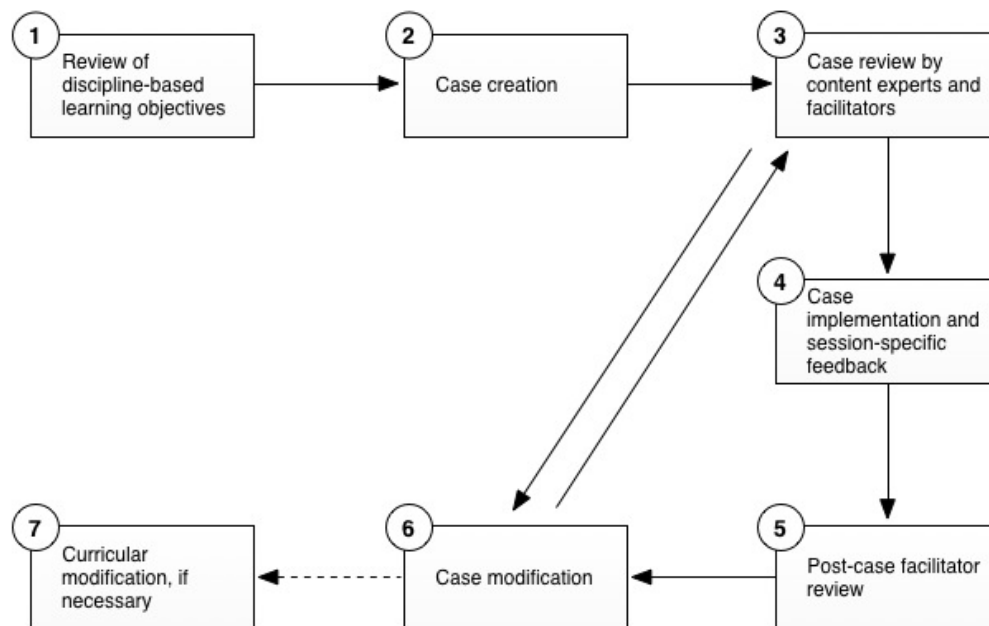 1
Review of
discipline-based
learning objectives
2
Case creation
3
Case review by
content experts and
facilitators
4
Case
implementation and
session-specific
feedback
5
Post-case facilitator
review
6
Case modification
7
Curricular
modification, if
necessary